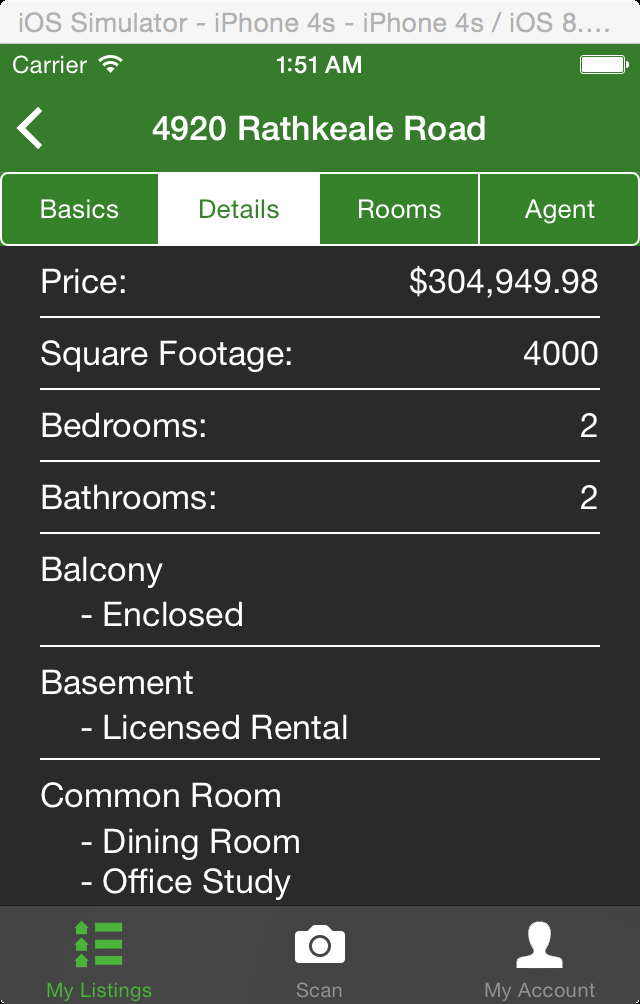 iOS Simulator - iPhone 4s - iPhone 4s / iOS 8....
Carrier 1:51 AM
4920 Rathkeale Road
Basics Details Rooms Agent
Price: $304,949.98
Square Footage: 4000
Bedrooms: 2
Bathrooms: 2
Balcony
- Enclosed
Basement
- Licensed Rental
Common Room
- Dining Room
- Office Study
My Listings Scan My Account